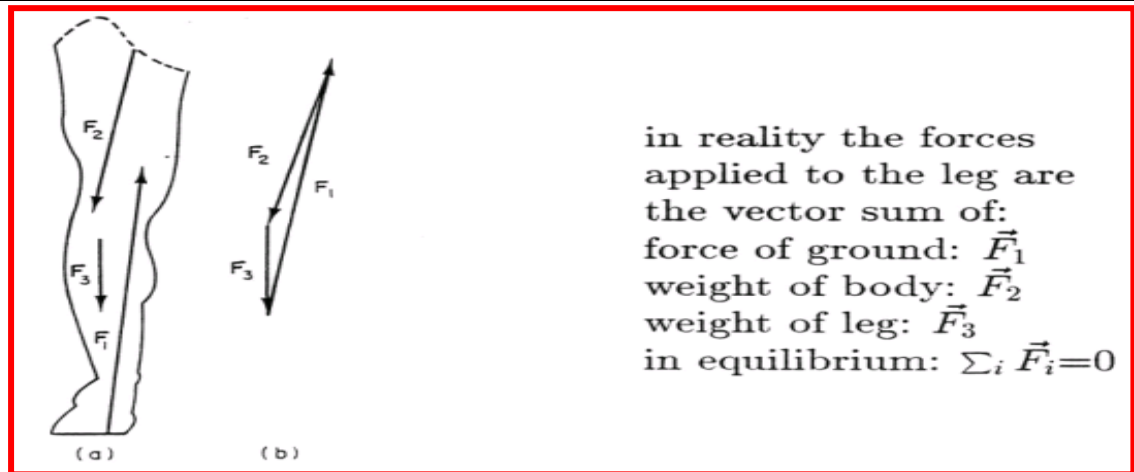 F₂
F₃
F₁
(a)
F₂
F₁
F₃
(b)
in reality the forces
applied to the leg are
the vector sum of:
force of ground: F⃗₁
weight of body: F⃗₂
weight of leg: F⃗₃
in equilibrium: ∑ᵢ F⃗ᵢ=0